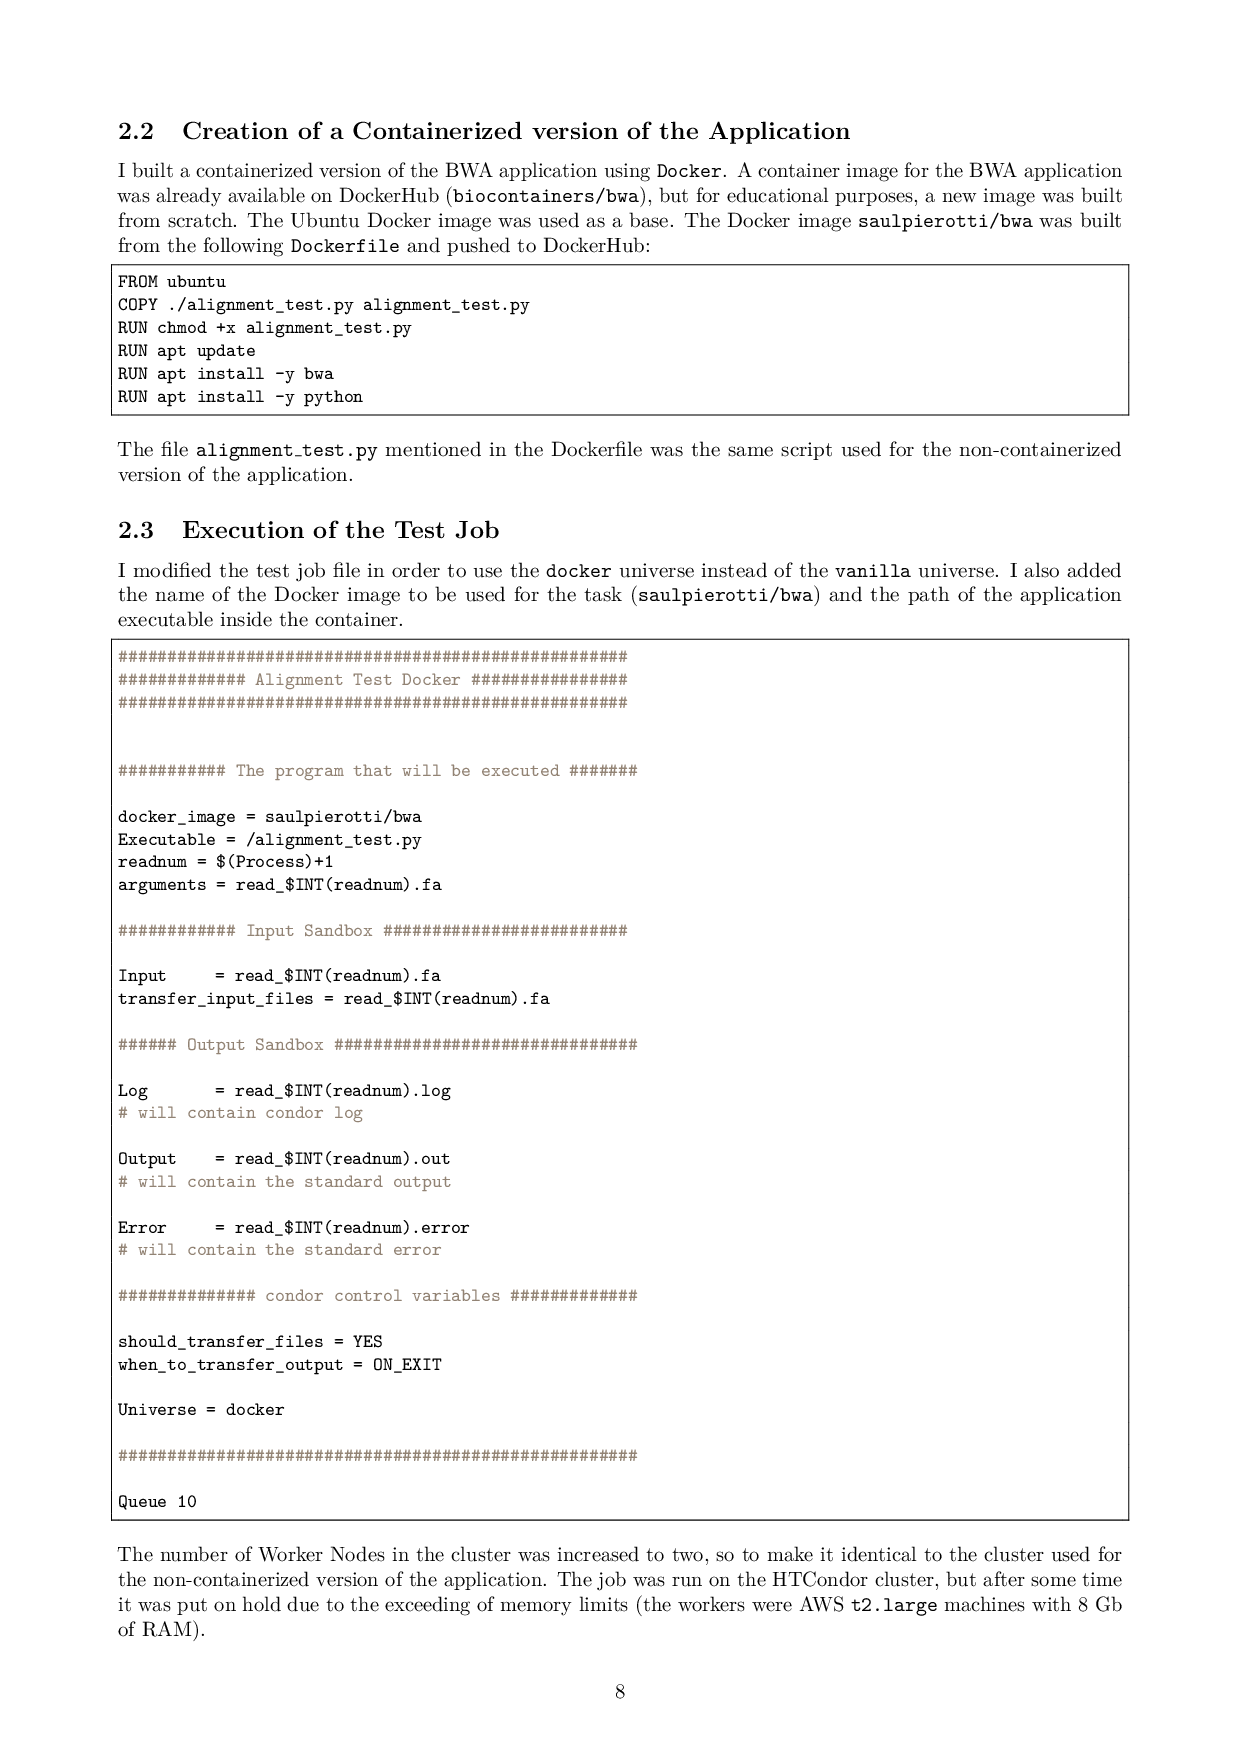 2.2 Creation of a Containerized version of the Application
I built a containerized version of the BWA application using Docker. A container image for the BWA application
was already available on DockerHub (biocontainers/bwa), but for educational purposes, a new image was built
from scratch. The Ubuntu Docker image was used as a base. The Docker image saulpierotti/bwa was built
from the following Dockerfile and pushed to DockerHub:
FROM ubuntu
COPY ./alignment_test.py alignment_test.py
RUN chmod +x alignment_test.py
RUN apt update
RUN apt install -y bwa
RUN apt install -y python
The file alignment_test.py mentioned in the Dockerfile was the same script used for the non-containerized
version of the application.
2.3 Execution of the Test Job
I modified the test job file in order to use the docker universe instead of the vanilla universe. I also added
the name of the Docker image to be used for the task (saulpierotti/bwa) and the path of the application
executable inside the container.
####################################################
############# Alignment Test Docker ################
####################################################
########### The program that will be executed #######
docker_image = saulpierotti/bwa
Executable = /alignment_test.py
readnum = $(Process)+1
arguments = read_$INT(readnum).fa
############ Input Sandbox #########################
Input     = read_$INT(readnum).fa
transfer_input_files = read_$INT(readnum).fa
###### Output Sandbox ###############################
Log       = read_$INT(readnum).log
# will contain condor log
Output    = read_$INT(readnum).out
# will contain the standard output
Error     = read_$INT(readnum).error
# will contain the standard error
############## condor control variables #############
should_transfer_files = YES
when_to_transfer_output = ON_EXIT
Universe = docker
#####################################################
Queue 10
The number of Worker Nodes in the cluster was increased to two, so to make it identical to the cluster used for
the non-containerized version of the application. The job was run on the HTCondor cluster, but after some time
it was put on hold due to the exceeding of memory limits (the workers were AWS t2.large machines with 8 Gb
of RAM).
8